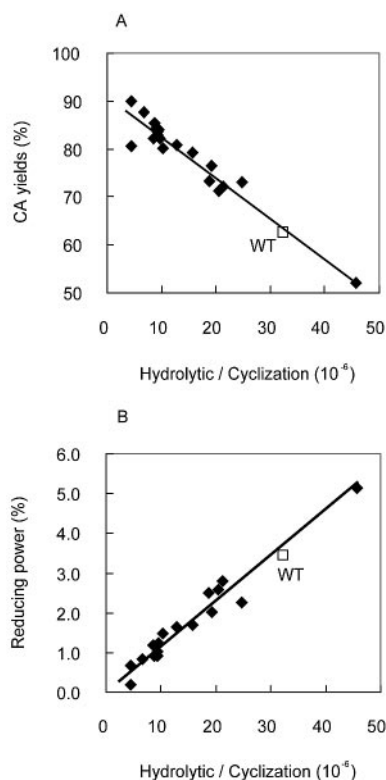 A
100
90
80
70
60
50
CA yields (%)
WT
0 10 20 30 40 50
Hydrolytic / Cyclization (10⁻⁶)
B
6.0
5.0
4.0
3.0
2.0
1.0
0.0
Reducing power (%)
WT
0 10 20 30 40 50
Hydrolytic / Cyclization (10⁻⁶)